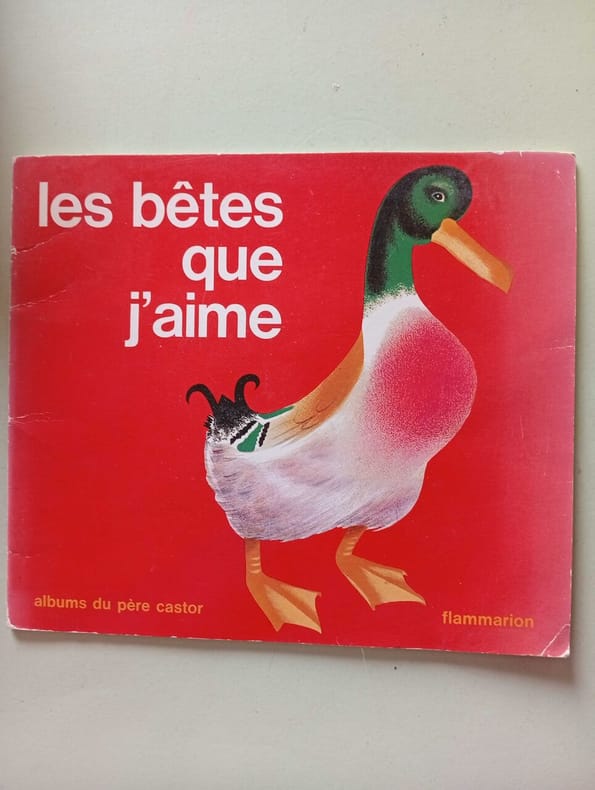 les bêtes
que
j'aime
albums du père castor
flammarion